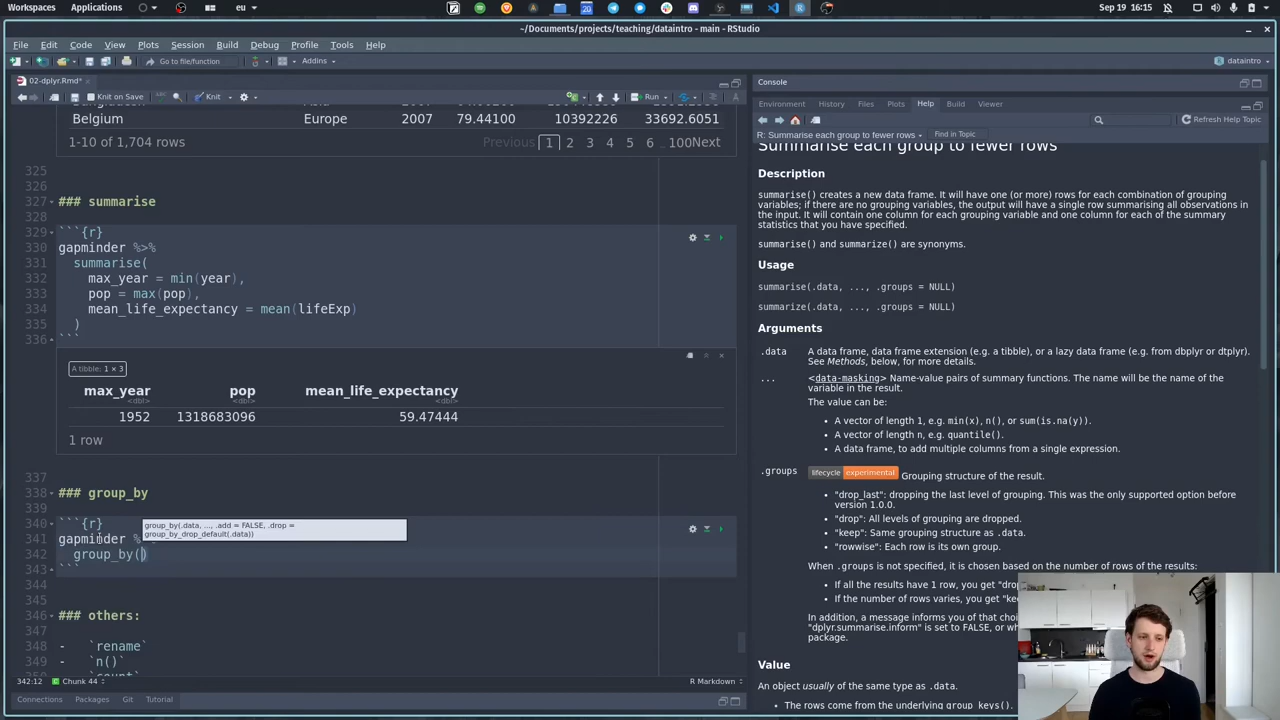 Workspaces Applications eu Sep 19 16:15
~/Documents/projects/teaching/dataintro - main - RStudio
File Edit Code View Plots Session Build Debug Profile Tools Help
Go to file/function Addins dataintro
02-dplyr.Rmd*
Knit on Save Knit Run
Belgium Europe 2007 79.44100 10392226 33692.6051
1-10 of 1,704 rows Previous 1 2 3 4 5 6 … 100 Next
325
326
327 ### summarise
328
329 ```{r}
330 gapminder %>%
331 summarise(
332 max_year = min(year),
333 pop = max(pop),
334 mean_life_expectancy = mean(lifeExp)
335 )
336 ```
A tibble: 1 × 3
max_year pop mean_life_expectancy
<dbl> <dbl> <dbl>
1952 1318683096 59.47444
1 row
337
338 ### group_by
339
340 ```{r}
group_by(.data, ..., .add = FALSE, .drop =
group_by_drop_default(.data))
341 gapminder %
342 group_by()
343 ```
344
345
346 ### others:
347
348 - `rename`
349 - `n()`
342:12 Chunk 44 R Markdown
Connections Packages Git Tutorial
Console
Environment History Files Plots Help Build Viewer
Refresh Help Topic
R: Summarise each group to fewer rows Find in Topic
Summarise each group to fewer rows
Description
summarise() creates a new data frame. It will have one (or more) rows for each combination of grouping
variables; if there are no grouping variables, the output will have a single row summarising all observations in
the input. It will contain one column for each grouping variable and one column for each of the summary
statistics that you have specified.
summarise() and summarize() are synonyms.
Usage
summarise(.data, ..., .groups = NULL)
summarize(.data, ..., .groups = NULL)
Arguments
.data A data frame, data frame extension (e.g. a tibble), or a lazy data frame (e.g. from dbplyr or dtplyr).
See Methods, below, for more details.
... <data-masking> Name-value pairs of summary functions. The name will be the name of the
variable in the result.
The value can be:
• A vector of length 1, e.g. min(x), n(), or sum(is.na(y)).
• A vector of length n, e.g. quantile().
• A data frame, to add multiple columns from a single expression.
.groups lifecycle experimental Grouping structure of the result.
• "drop_last": dropping the last level of grouping. This was the only supported option before
version 1.0.0.
• "drop": All levels of grouping are dropped.
• "keep": Same grouping structure as .data.
• "rowwise": Each row is its own group.
When .groups is not specified, it is chosen based on the number of rows of the results:
• If all the results have 1 row, you get "drop
• If the number of rows varies, you get "kee
In addition, a message informs you of that choi
"dplyr.summarise.inform" is set to FALSE, or wh
package.
Value
An object usually of the same type as .data.
• The rows come from the underlying group_keys().